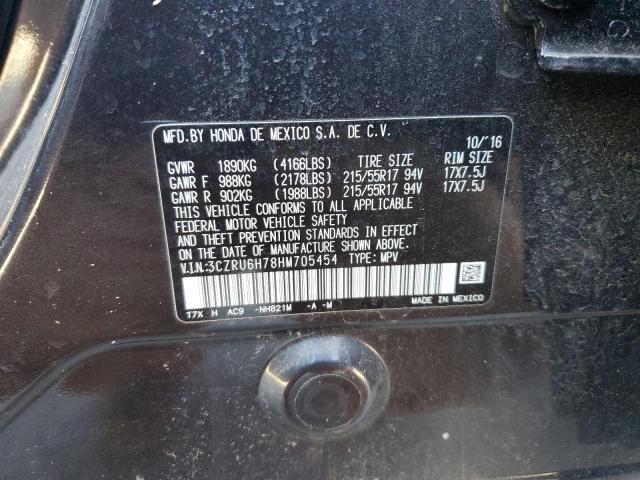 MFD.BY HONDA DE MEXICO S.A. DE C.V. 10/'16
GVWR 1890KG (4166LBS) TIRE SIZE RIM SIZE
GAWR F 988KG (2178LBS) 215/55R17 94V 17X7.5J
GAWR R 902KG (1988LBS) 215/55R17 94V 17X7.5J
THIS VEHICLE CONFORMS TO ALL APPLICABLE
FEDERAL MOTOR VEHICLE SAFETY
AND THEFT PREVENTION STANDARDS IN EFFECT
ON THE DATE OF MANUFACTURE SHOWN ABOVE.
V.I.N.:3CZRU6H78HM705454 TYPE: MPV
17X H AC9 -NH821M -A -M MADE IN MEXICO